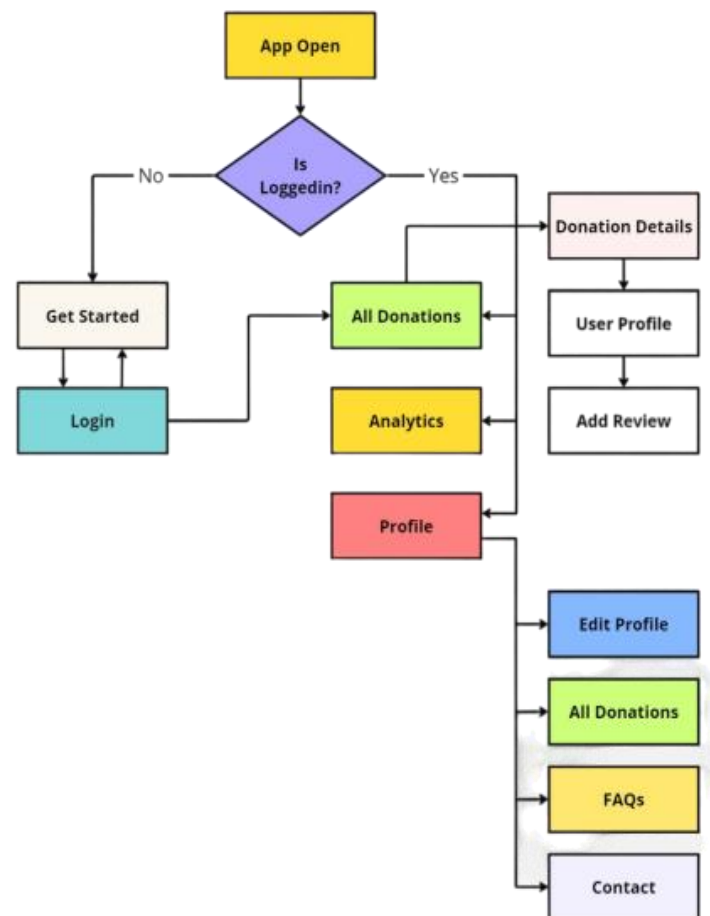 App Open
Is
Loggedin?
No
Yes
Donation Details
Get Started
All Donations
User Profile
Login
Analytics
Add Review
Profile
Edit Profile
All Donations
FAQs
Contact